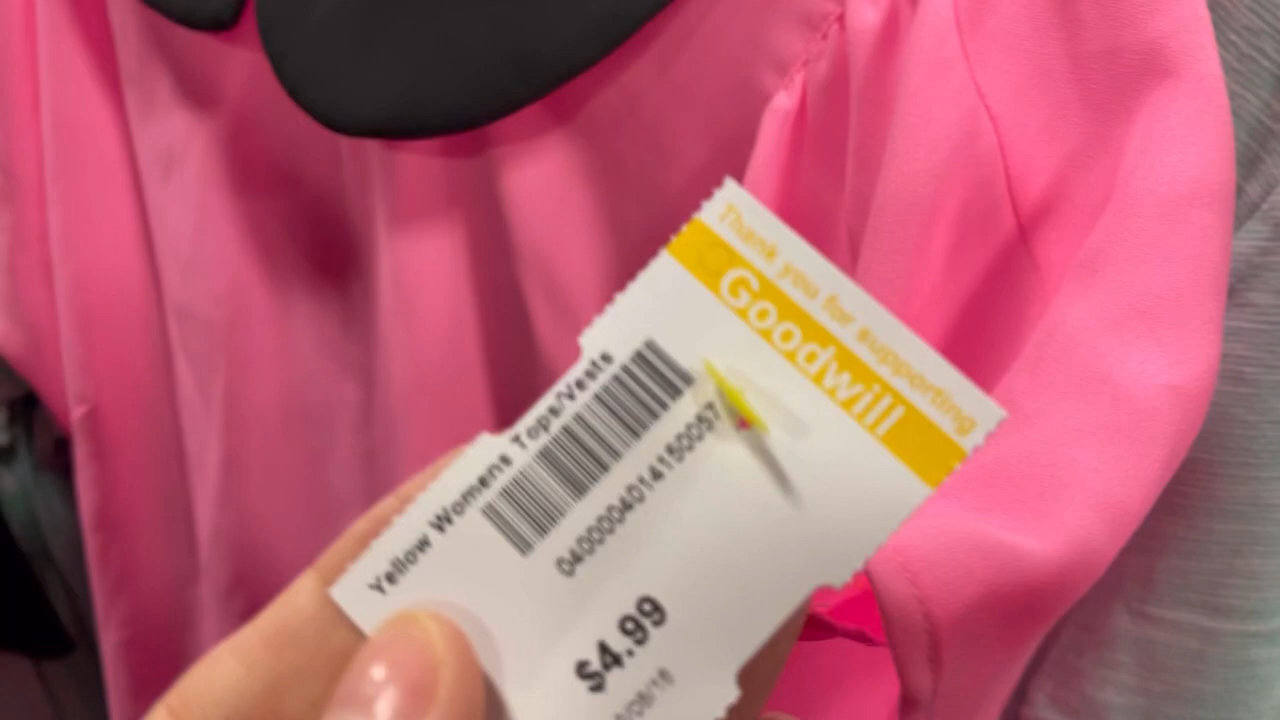 Thank you for supporting
Goodwill
Yellow Womens Tops/Vests
0400004014150057
$4.99